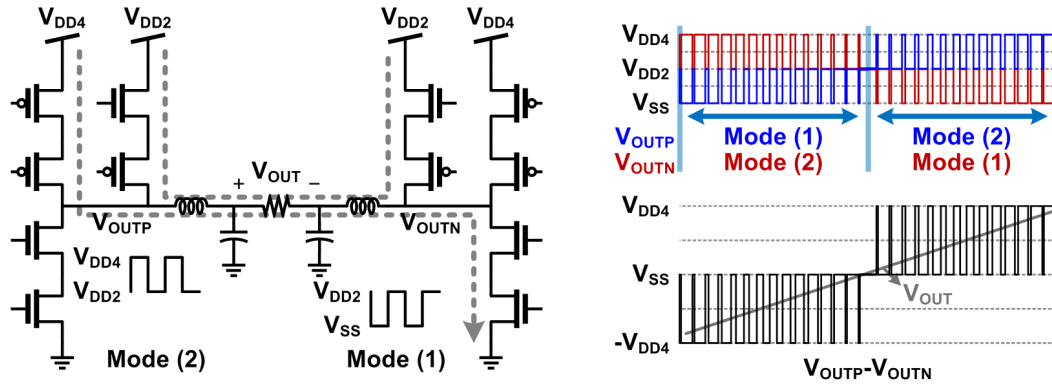 VDD4 VDD2 VDD2 VDD4
+ VOUT −
VOUTP VOUTN
VDD4
VDD2
VDD2
VSS
Mode (2) Mode (1)
VDD4
VDD2
VSS
VOUTP Mode (1) Mode (2)
VOUTN Mode (2) Mode (1)
VDD4
VSS
VOUT
-VDD4
VOUTP-VOUTN